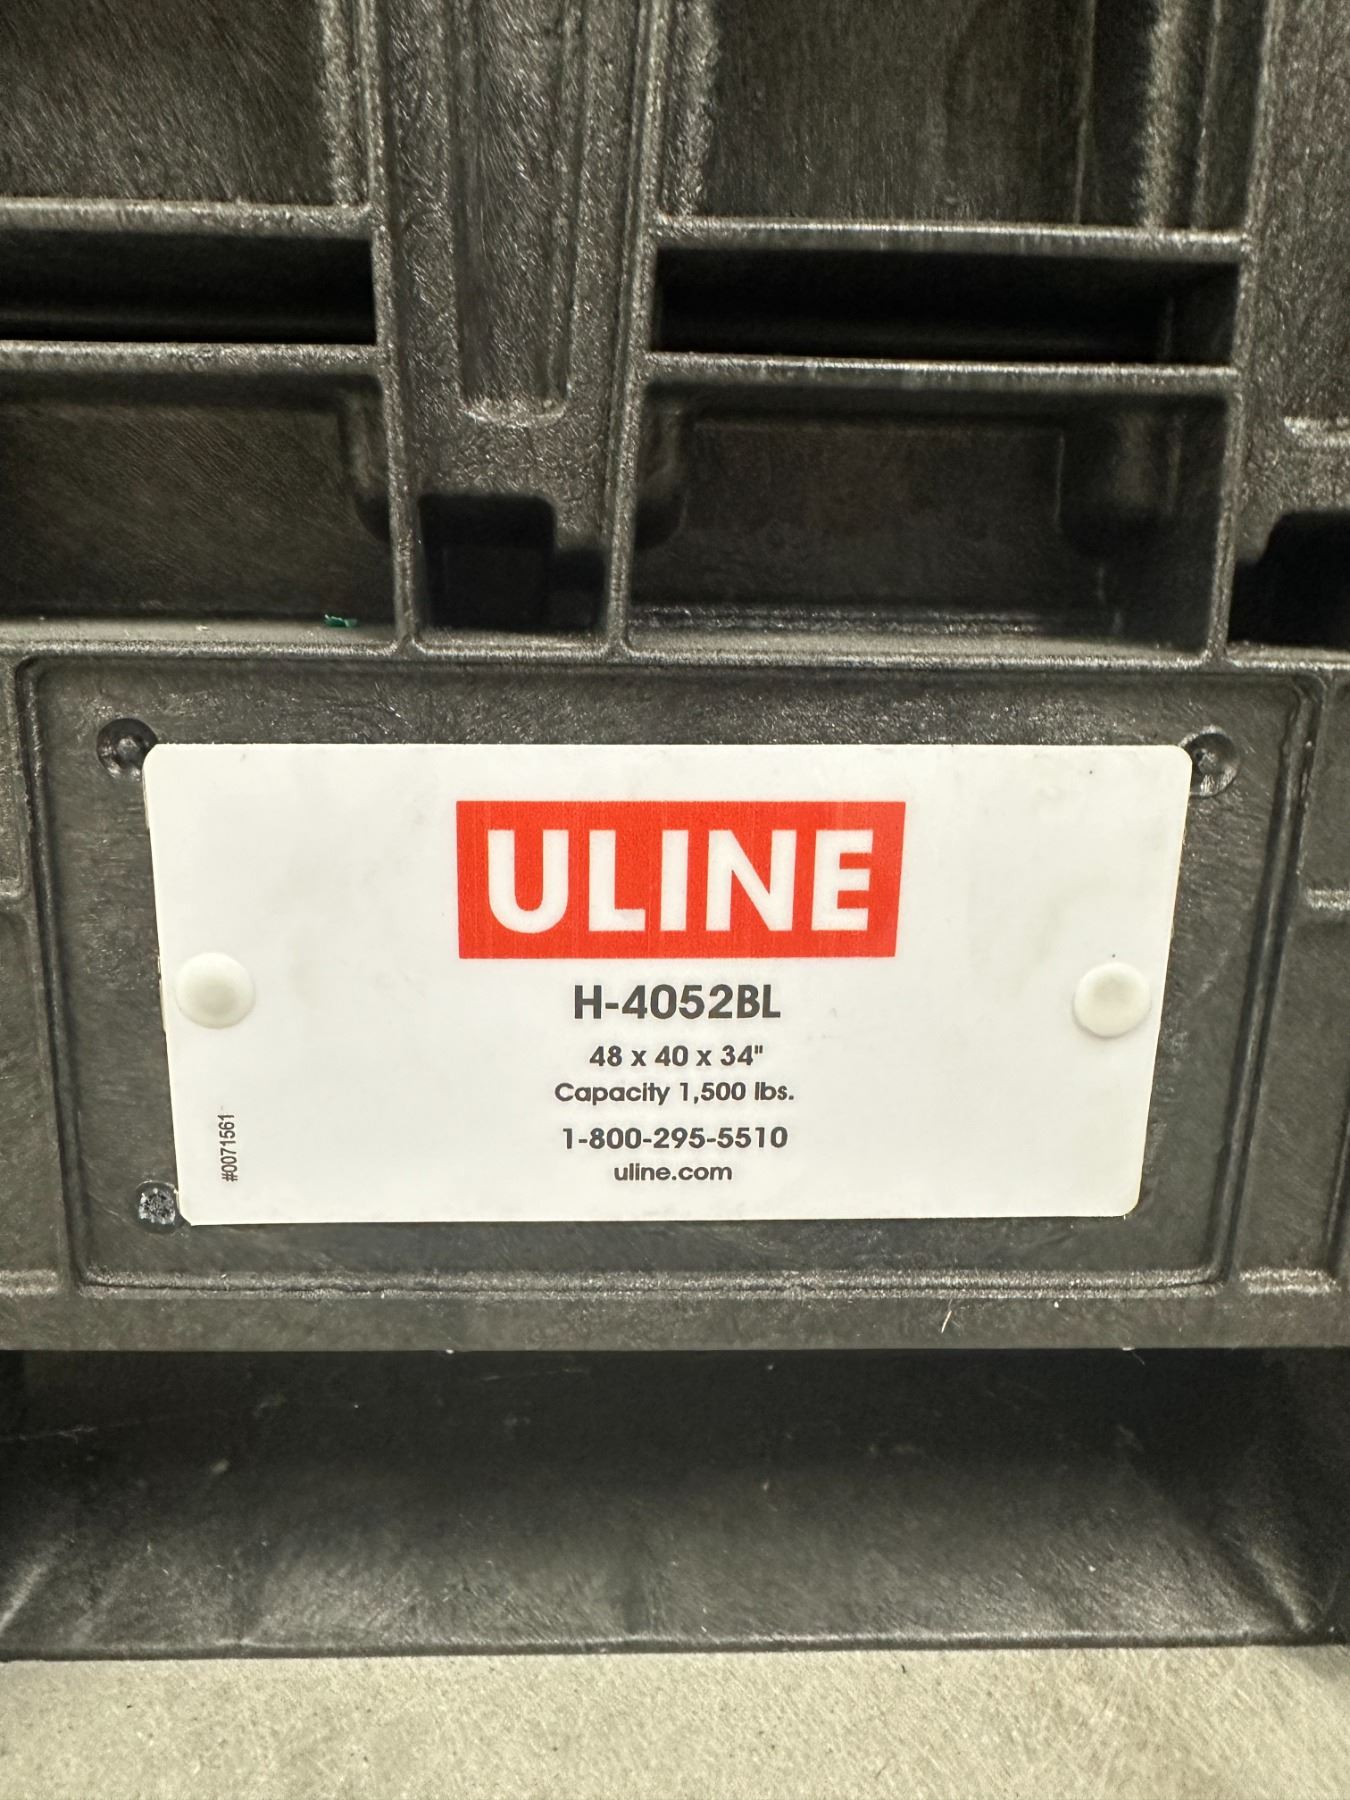 ULINE
H-4052BL
48 x 40 x 34"
Capacity 1,500 lbs.
1-800-295-5510
uline.com
#0071561